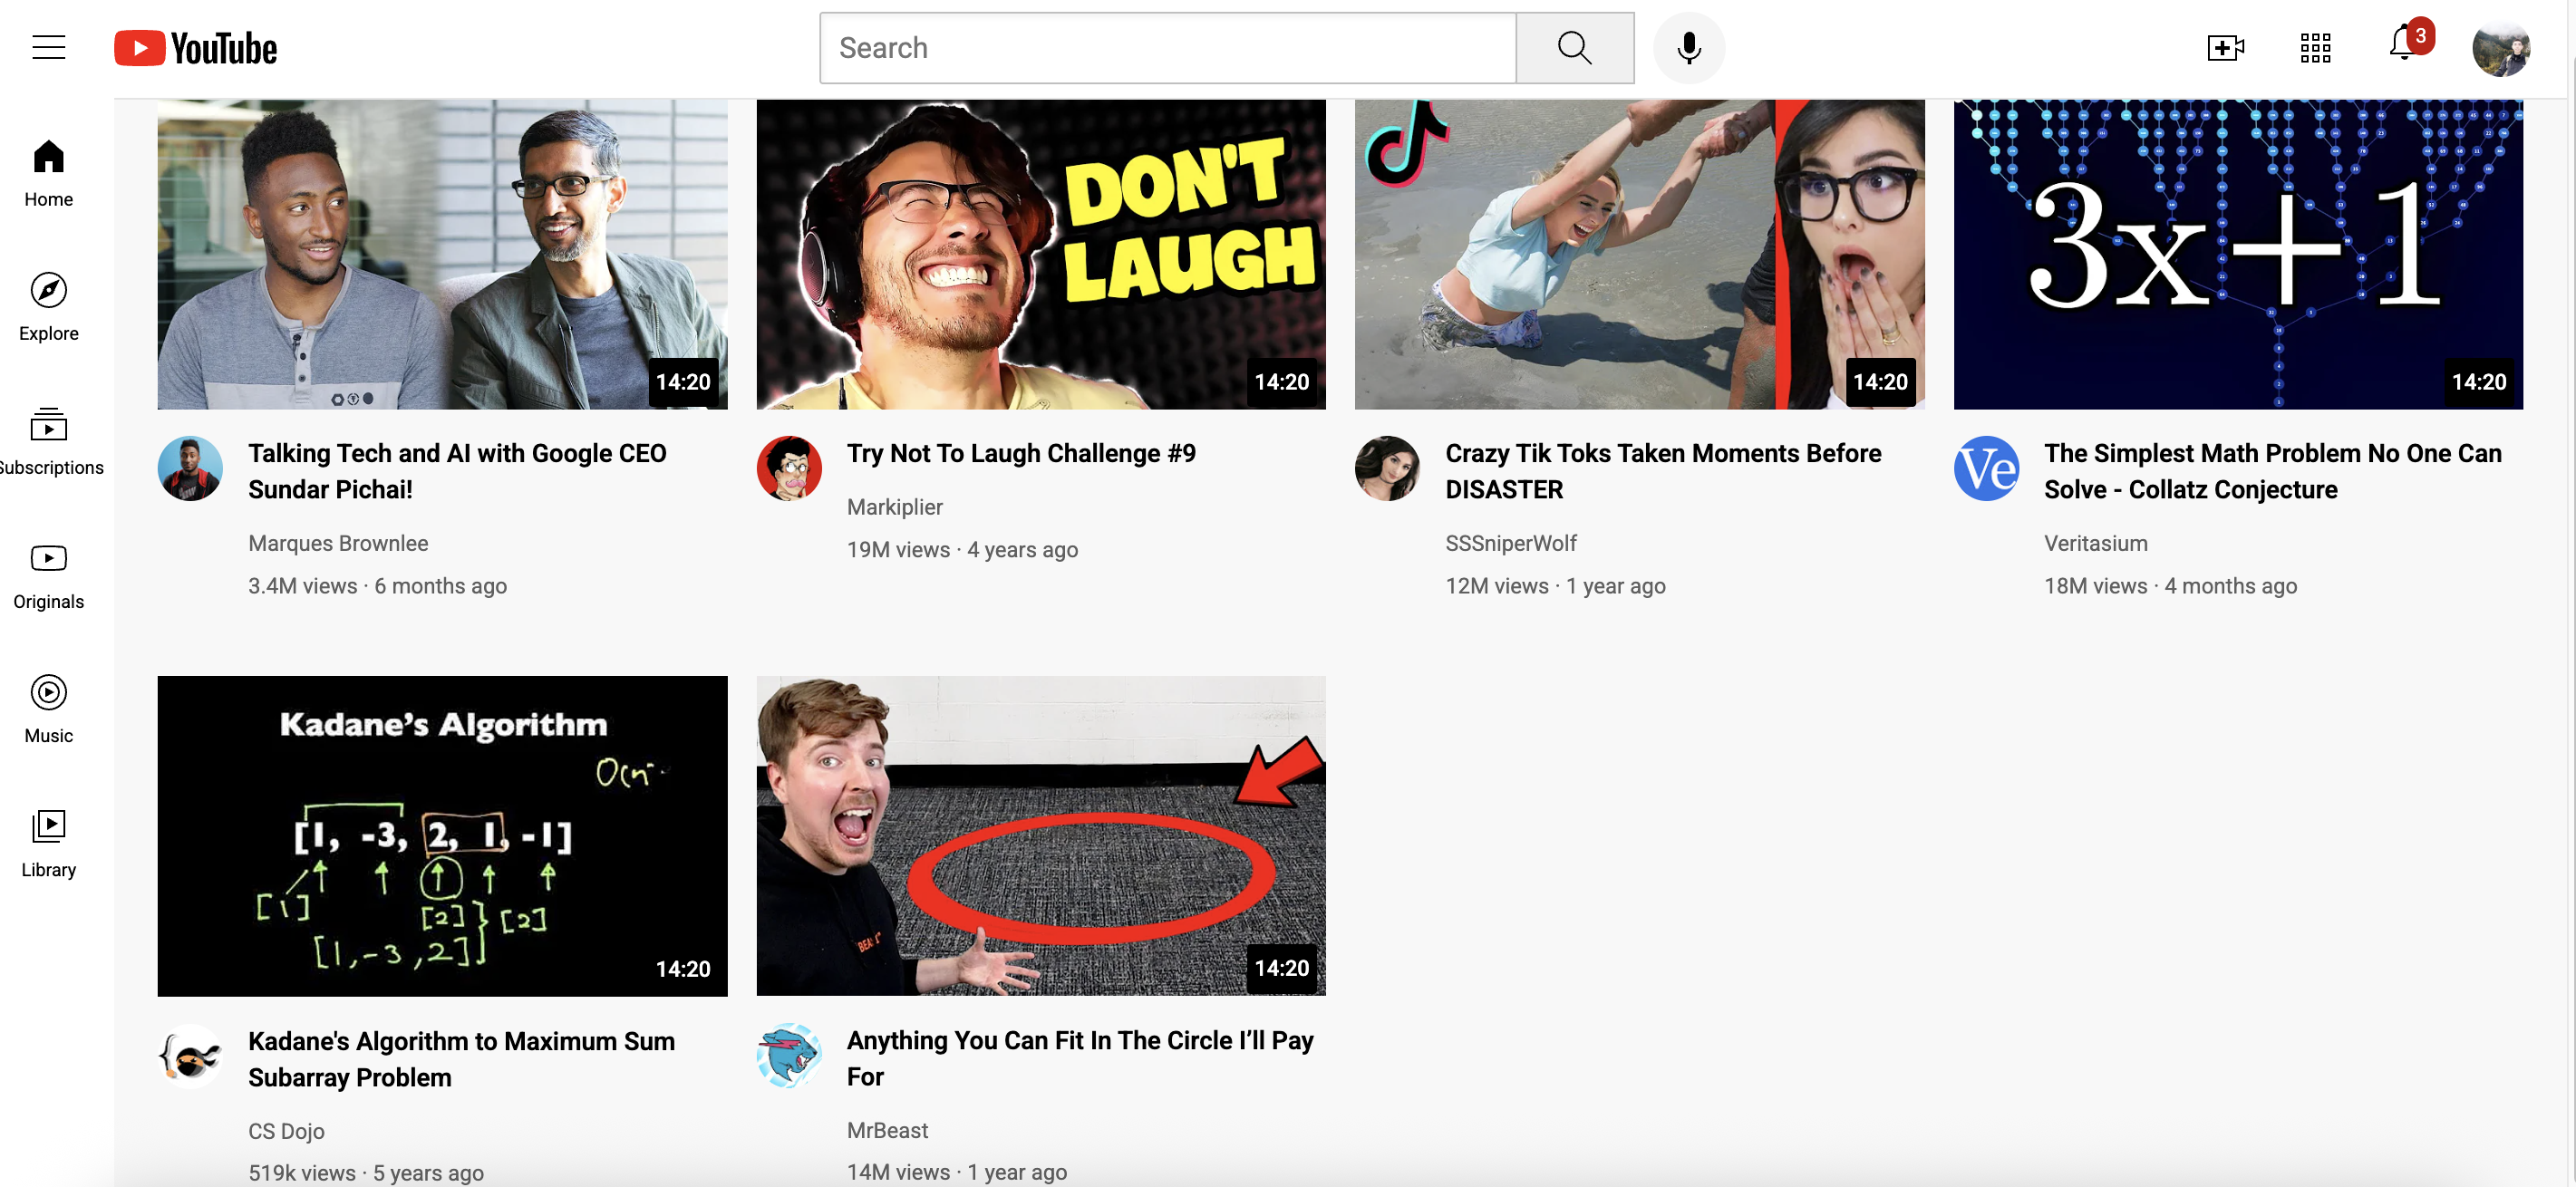 YouTube
Search
3
Home
Explore
Subscriptions
Originals
Music
Library
14:20
Talking Tech and AI with Google CEO
Sundar Pichai!
Marques Brownlee
3.4M views · 6 months ago
DON'T
LAUGH
14:20
Try Not To Laugh Challenge #9
Markiplier
19M views · 4 years ago
14:20
Crazy Tik Toks Taken Moments Before
DISASTER
SSSniperWolf
12M views · 1 year ago
3x+1
14:20
Ve
The Simplest Math Problem No One Can
Solve - Collatz Conjecture
Veritasium
18M views · 4 months ago
Kadane's Algorithm
[1, -3, 2, 1, -1]
[1]
[2]
[2]
[1,-3,2]
14:20
Kadane's Algorithm to Maximum Sum
Subarray Problem
CS Dojo
519k views · 5 years ago
14:20
Anything You Can Fit In The Circle I’ll Pay
For
MrBeast
14M views · 1 year ago